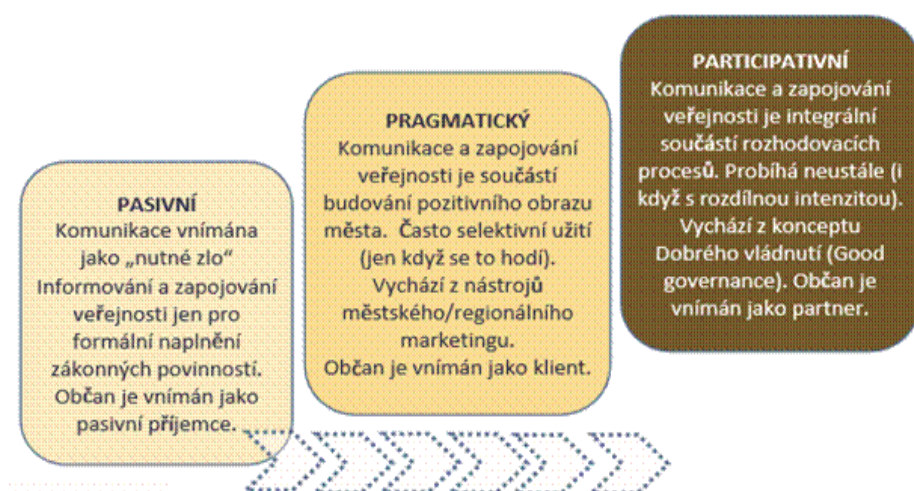 PASIVNÍ
Komunikace vnímána
jako „nutné zlo“
Informování a zapojování
veřejnosti jen pro
formální naplnění
zákonných povinností.
Občan je vnímán jako
pasivní příjemce.
PRAGMATICKÝ
Komunikace a zapojování
veřejnosti je součástí
budování pozitivního obrazu
města. Často selektivní užití
(jen když se to hodí).
Vychází z nástrojů
městského/regionálního
marketingu.
Občan je vnímán jako klient.
PARTICIPATIVNÍ
Komunikace a zapojování
veřejnosti je integrální
součástí rozhodovacích
procesů. Probíhá neustále (i
když s rozdílnou intenzitou).
Vychází z konceptu
Dobrého vládnutí (Good
governance). Občan je
vnímán jako partner.